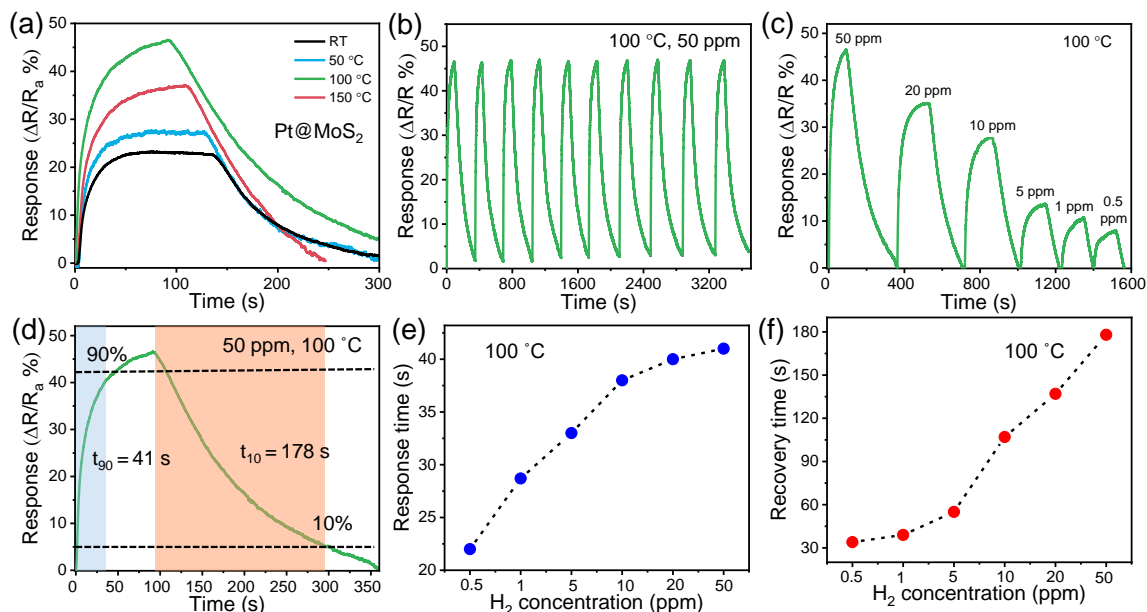 (a)
Response (ΔR/Rₐ %)
50
40
30
20
10
0
0
100
200
300
Time (s)
RT
50 °C
100 °C
150 °C
Pt@MoS₂
(b)
Response (ΔR/R %)
50
40
30
20
10
0
0
800
1600
2400
3200
Time (s)
100 °C, 50 ppm
(c)
Response (ΔR/R %)
50
40
30
20
10
0
0
400
800
1200
1600
Time (s)
100 °C
50 ppm
20 ppm
10 ppm
5 ppm
1 ppm
0.5
ppm
(d)
Response (ΔR/Rₐ %)
50
40
30
20
10
0
0
50
100
150
200
250
300
350
Time (s)
50 ppm, 100 ˚C
90%
t₉₀ = 41 s
t₁₀ = 178 s
10%
(e)
Response time (s)
40
35
30
25
20
0.5
1
5
10
20
50
H₂ concentration (ppm)
100 ˚C
(f)
Recovery time (s)
180
150
120
90
60
30
0.5
1
5
10
20
50
H₂ concentration (ppm)
100 ˚C